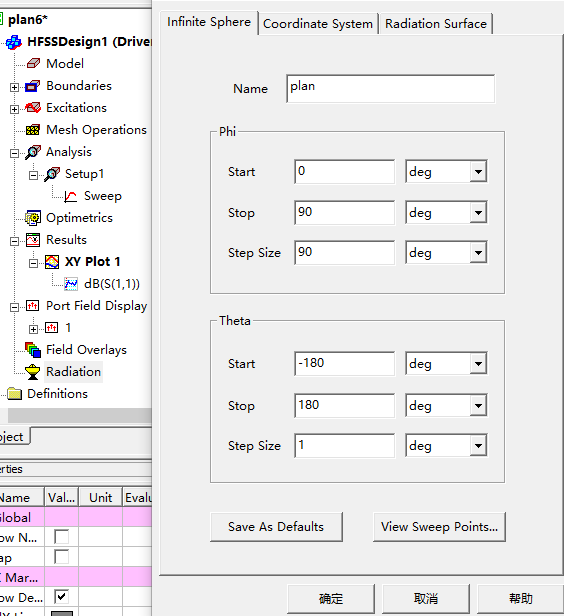 plan6*
HFSSDesign1 (Driver
Model
Boundaries
Excitations
Mesh Operations
Analysis
Setup1
Sweep
Optimetrics
Results
XY Plot 1
dB(S(1,1))
Port Field Display
1
Field Overlays
Radiation
Definitions
oject
erties
Name Val... Unit Evalu
Global
ow N...
ap
X Mar...
ow De...
Infinite Sphere Coordinate System Radiation Surface
Name plan
Phi
Start 0 deg
Stop 90 deg
Step Size 90 deg
Theta
Start -180 deg
Stop 180 deg
Step Size 1 deg
Save As Defaults View Sweep Points...
确定 取消 帮助